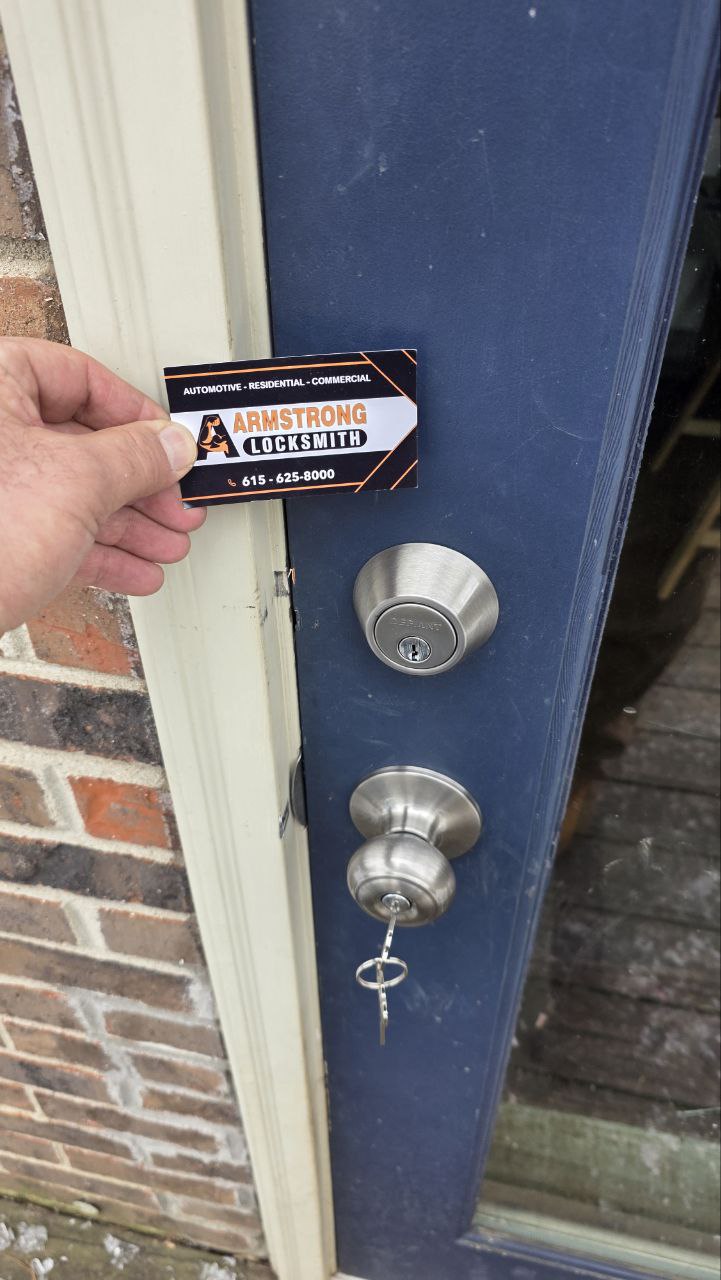 AUTOMOTIVE - RESIDENTIAL - COMMERCIAL
ARMSTRONG
LOCKSMITH
615 - 625-8000
DEFIANT